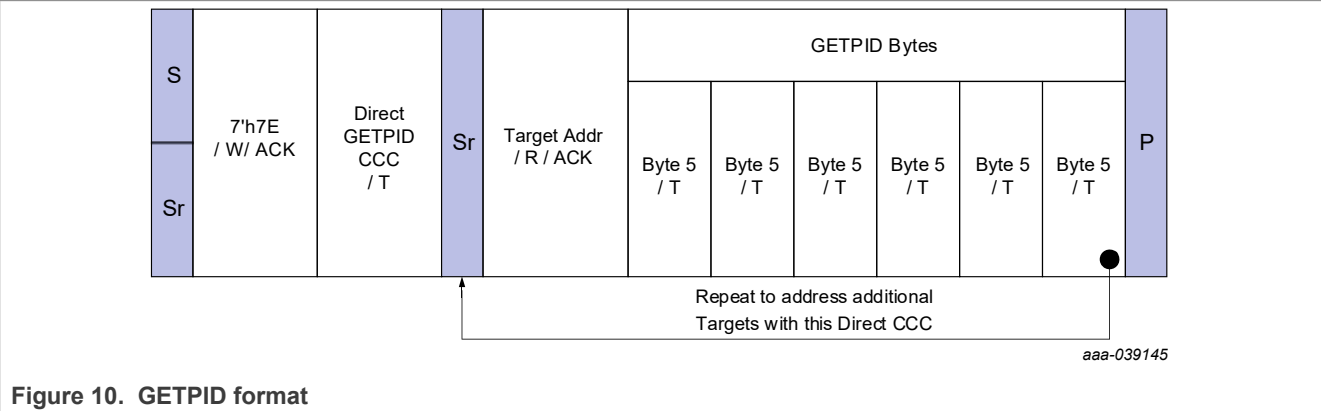 S
Sr
7'h7E
/ W/ ACK
Direct
GETPID
CCC
/ T
Sr
Target Addr
/ R / ACK
GETPID Bytes
Byte 5
/ T
Byte 5
/ T
Byte 5
/ T
Byte 5
/ T
Byte 5
/ T
Byte 5
/ T
P
Repeat to address additional
Targets with this Direct CCC
aaa-039145
Figure 10. GETPID format